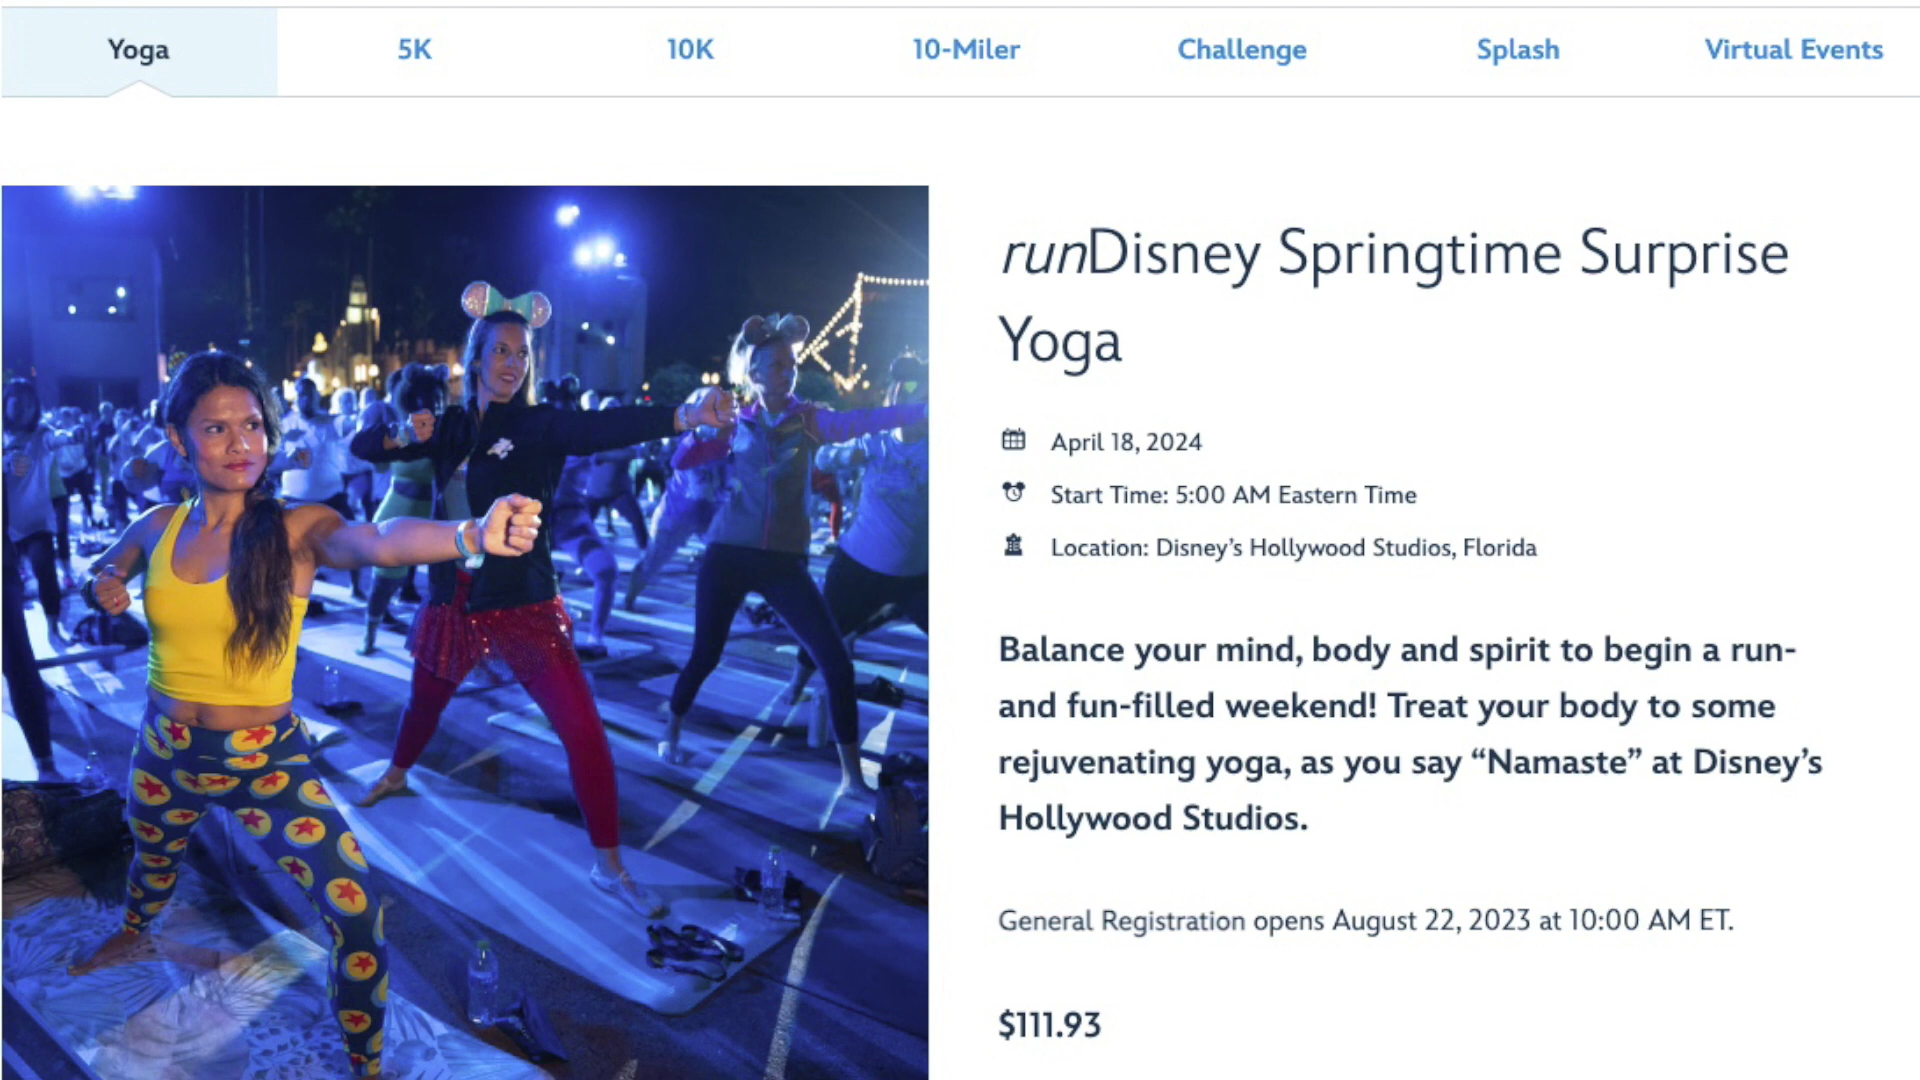 Yoga 5K 10K 10-Miler Challenge Splash Virtual Events
runDisney Springtime Surprise
Yoga
April 18, 2024
Start Time: 5:00 AM Eastern Time
Location: Disney’s Hollywood Studios, Florida
Balance your mind, body and spirit to begin a run-
and fun-filled weekend! Treat your body to some
rejuvenating yoga, as you say “Namaste” at Disney’s
Hollywood Studios.
General Registration opens August 22, 2023 at 10:00 AM ET.
$111.93